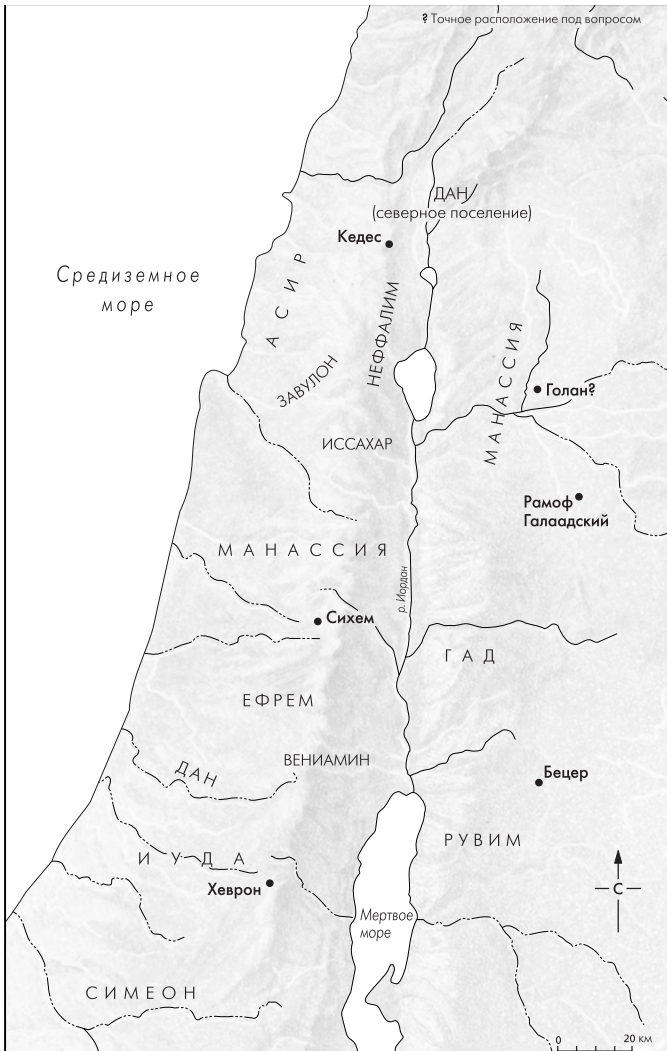 ? Точное расположение под вопросом
ДАН
(северное поселение)
Кедес
Средиземное
море
АСИР
НЕФФАЛИМ
МАНАССИЯ
ЗАВУЛОН
Голан?
ИССАХАР
Рамоф
Галаадский
МАНАССИЯ
р. Иордан
Сихем
ГАД
ЕФРЕМ
ВЕНИАМИН
ДАН
Бецер
РУВИМ
ИУДА
Хеврон
С
Мертвое
море
СИМЕОН
0 20 км